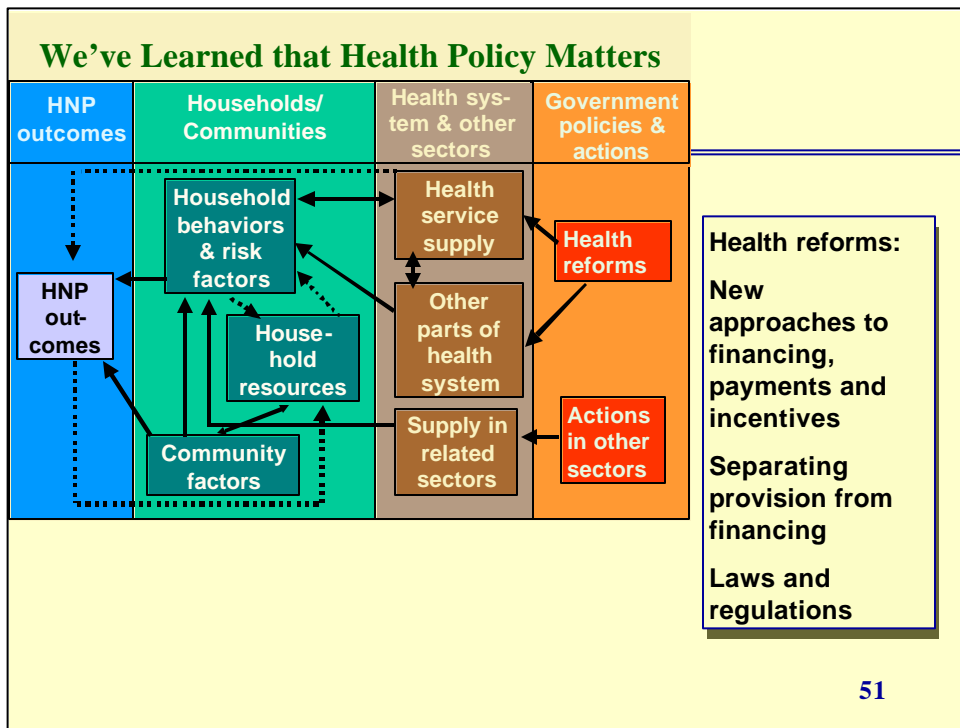 We've Learned that Health Policy Matters
HNP
outcomes
Households/
Communities
Health sys-
tem & other
sectors
Government
policies &
actions
Household
behaviors
& risk
factors
HNP
out-
comes
House-
hold
resources
Community
factors
Health
service
supply
Other
parts of
health
system
Supply in
related
sectors
Health
reforms
Actions
in other
sectors
Health reforms:
New
approaches to
financing,
payments and
incentives
Separating
provision from
financing
Laws and
regulations
51